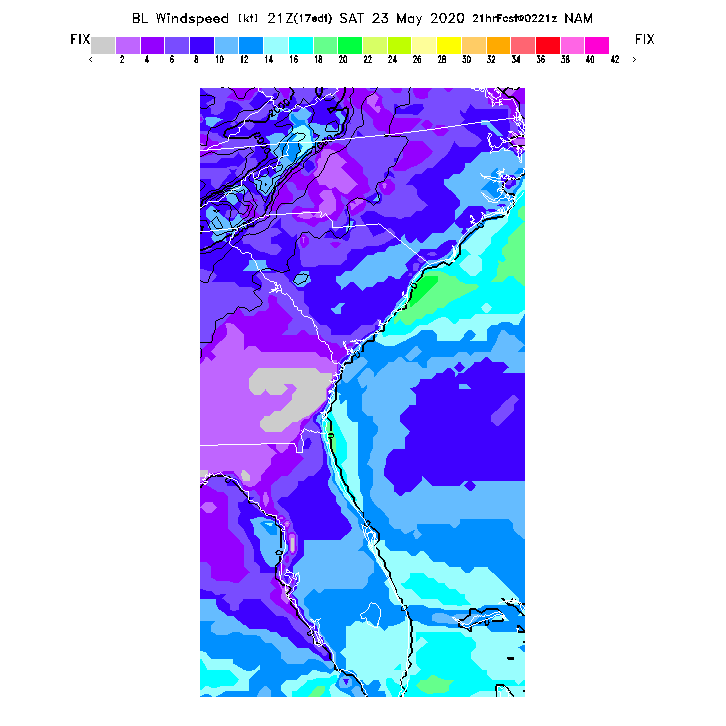 BL Windspeed [kt] 21Z(17edt) SAT 23 May 2020 21hrFcst@0221z NAM
FIX FIX
< 2 4 6 8 10 12 14 16 18 20 22 24 26 28 30 32 34 36 38 40 42 >